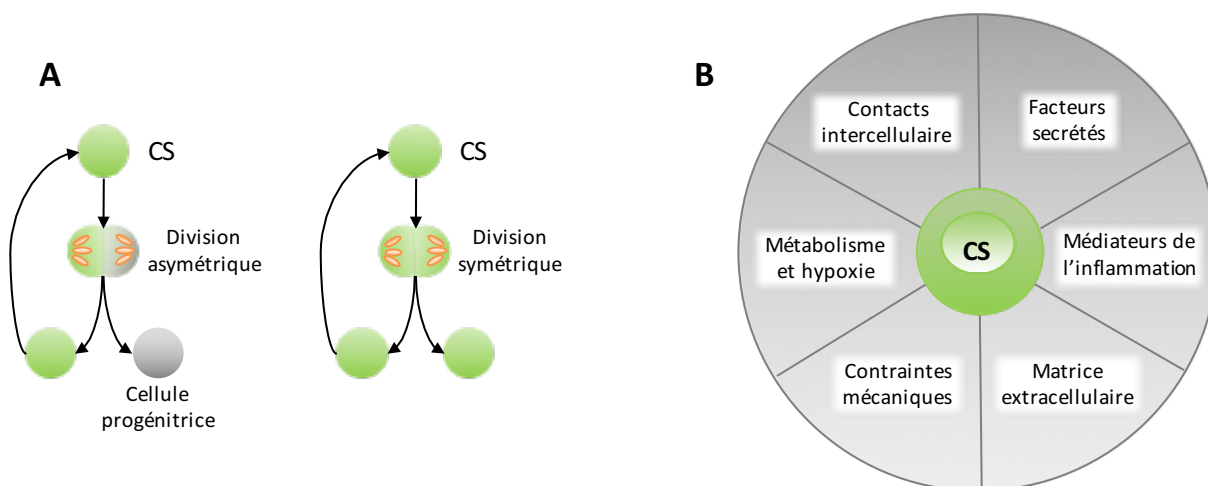 A
CS
Division
asymétrique
Cellule
progénitrice
CS
Division
symétrique
B
Contacts
intercellulaire
Facteurs
secrétés
Métabolisme
et hypoxie
CS
Médiateurs de
l’inflammation
Contraintes
mécaniques
Matrice
extracellulaire